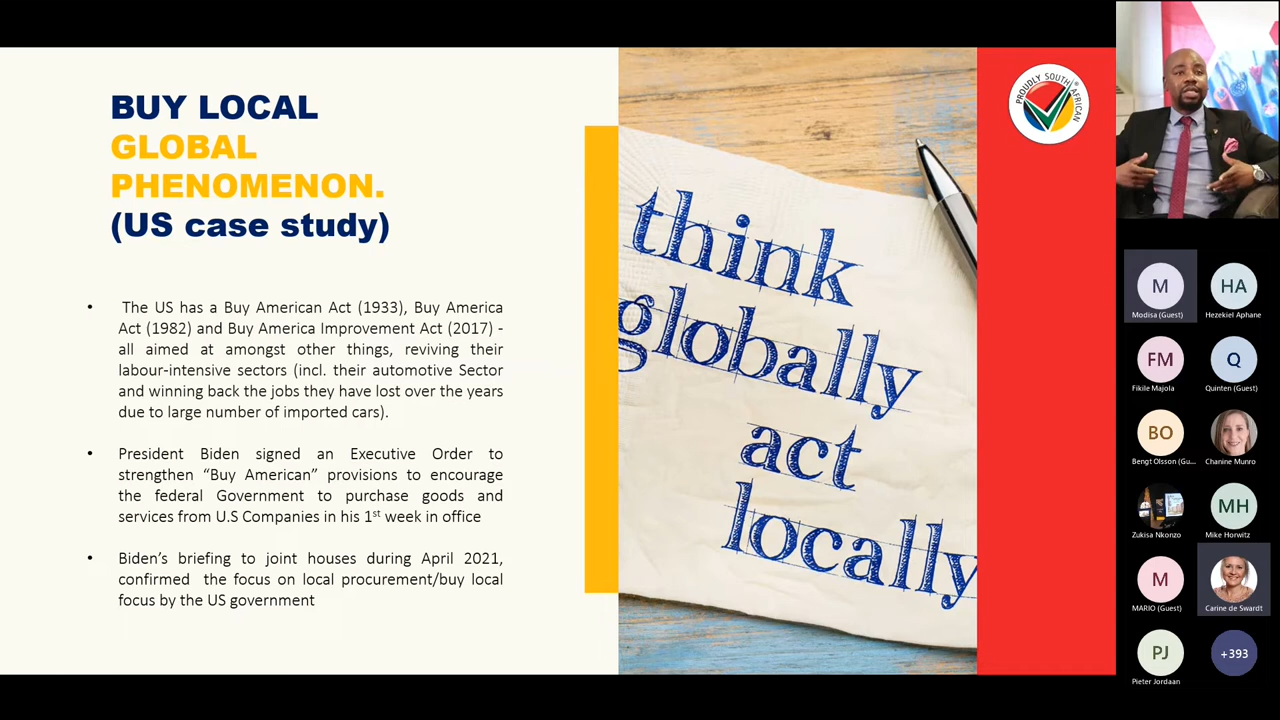 BUY LOCAL
GLOBAL
PHENOMENON.
(US case study)
• The US has a Buy American Act (1933), Buy America
Act (1982) and Buy America Improvement Act (2017) -
all aimed at amongst other things, reviving their
labour-intensive sectors (incl. their automotive Sector
and winning back the jobs they have lost over the years
due to large number of imported cars).
• President Biden signed an Executive Order to
strengthen “Buy American” provisions to encourage
the federal Government to purchase goods and
services from U.S Companies in his 1st week in office
• Biden’s briefing to joint houses during April 2021,
confirmed the focus on local procurement/buy local
focus by the US government
think
globally
act
locally
PROUDLY SOUTH AFRICAN
M
Modisa (Guest)
HA
Hezekiel Aphane
FM
Fikile Majola
Q
Quinten (Guest)
BO
Bengt Olsson (Gu...
Chanine Munro
Zukisa Nkonzo
MH
Mike Horwitz
M
MARIO (Guest)
Carine de Swardt
PJ
Pieter Jordaan
+393